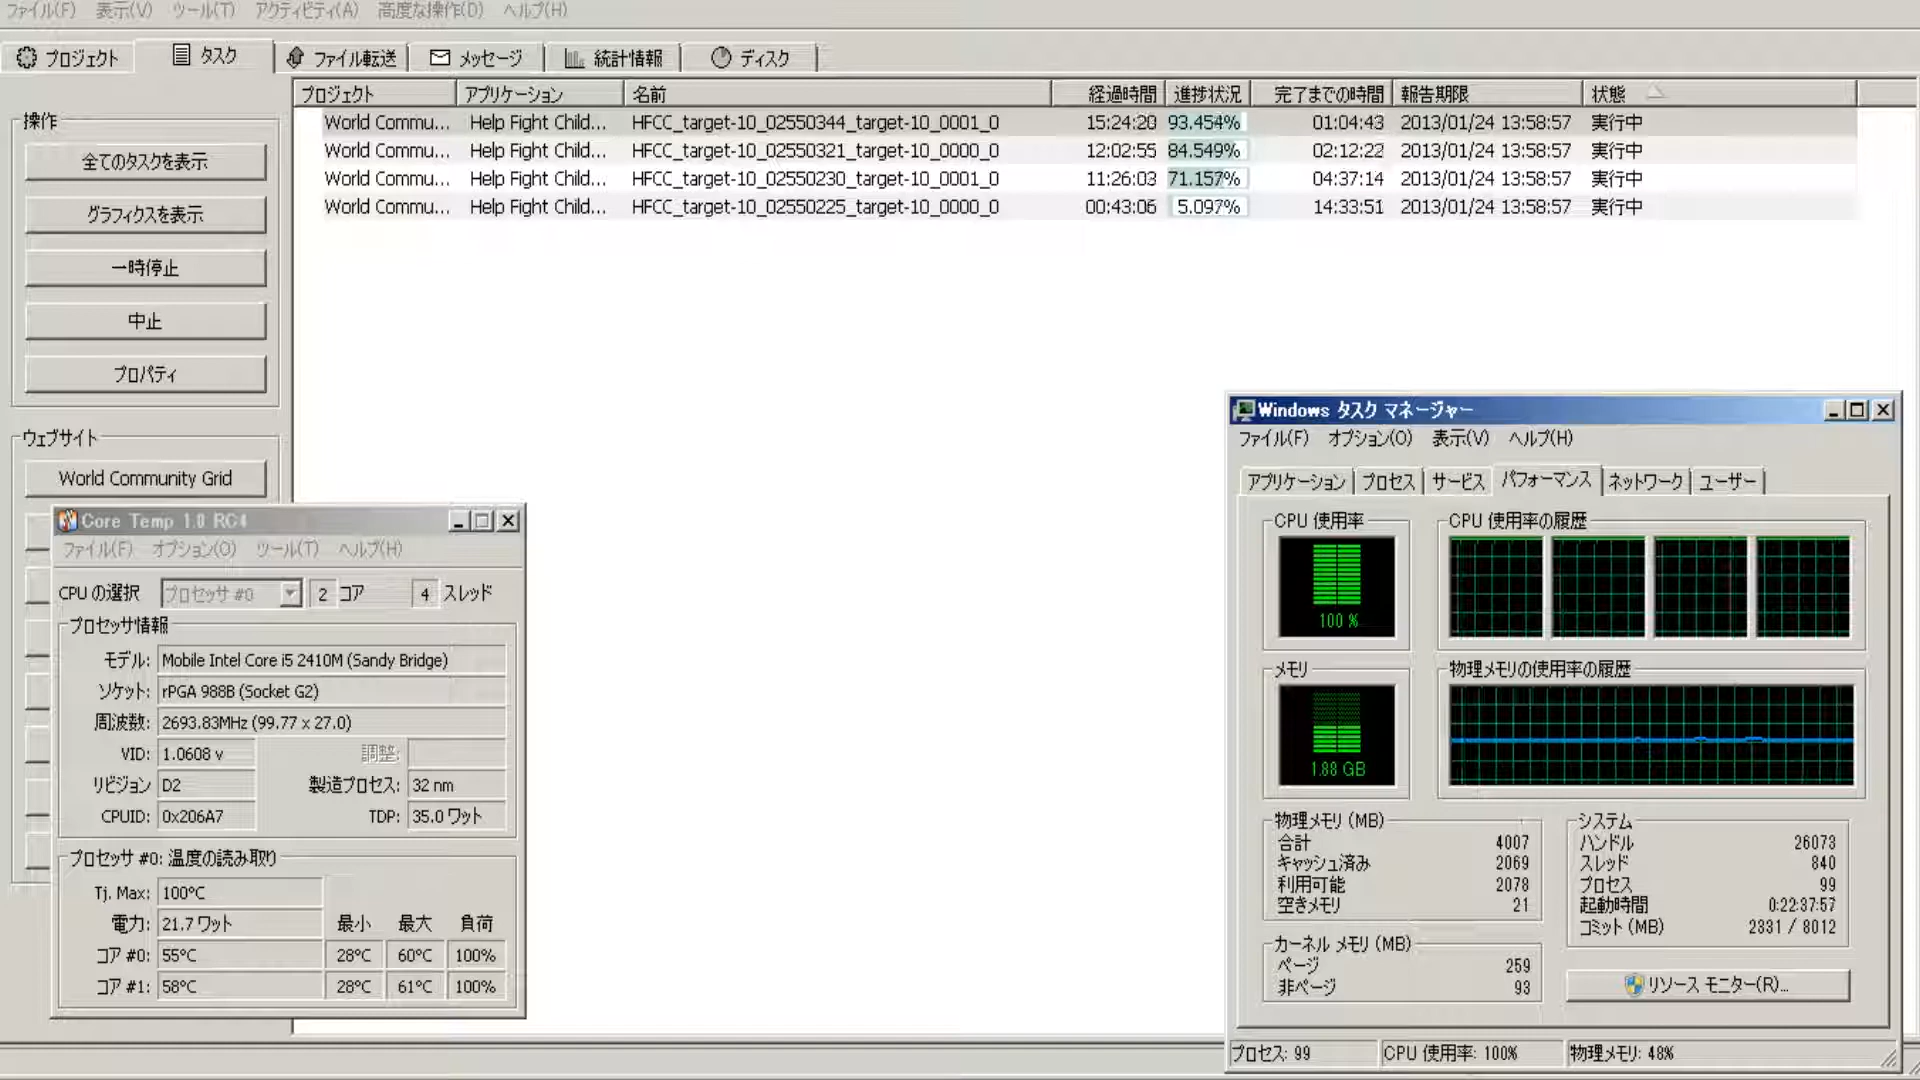 ファイル(F) 表示(V) ツール(T) アクティビティ(A) 高度な操作(D) ヘルプ(H)
プロジェクト タスク ファイル転送 メッセージ 統計情報 ディスク
プロジェクト アプリケーション 名前 経過時間 進捗状況 完了までの時間 報告期限 状態
World Commu... Help Fight Child... HFCC_target-10_02550344_target-10_0001_0 15:24:20 93.454% 01:04:43 2013/01/24 13:58:57 実行中
World Commu... Help Fight Child... HFCC_target-10_02550321_target-10_0000_0 12:02:55 84.549% 02:12:22 2013/01/24 13:58:57 実行中
World Commu... Help Fight Child... HFCC_target-10_02550230_target-10_0001_0 11:26:03 71.157% 04:37:14 2013/01/24 13:58:57 実行中
World Commu... Help Fight Child... HFCC_target-10_02550225_target-10_0000_0 00:43:06 5.097% 14:33:51 2013/01/24 13:58:57 実行中
操作
全てのタスクを表示
グラフィクスを表示
一時停止
中止
プロパティ
ウェブサイト
World Community Grid
Core Temp 1.0 RC4
ファイル(F) オプション(O) ツール(T) ヘルプ(H)
CPU の選択 プロセッサ #0 2 コア 4 スレッド
プロセッサ情報
モデル: Mobile Intel Core i5 2410M (Sandy Bridge)
ソケット: rPGA 988B (Socket G2)
周波数: 2693.83MHz (99.77 x 27.0)
VID: 1.0608 v 調整:
リビジョン D2 製造プロセス: 32 nm
CPUID: 0x206A7 TDP: 35.0 ワット
プロセッサ #0: 温度の読み取り
Tj. Max: 100°C
電力: 21.7 ワット 最小 最大 負荷
コア #0: 55°C 28°C 60°C 100%
コア #1: 58°C 28°C 61°C 100%
Windows タスク マネージャー
ファイル(F) オプション(O) 表示(V) ヘルプ(H)
アプリケーション プロセス サービス パフォーマンス ネットワーク ユーザー
CPU 使用率 CPU 使用率の履歴
100 %
メモリ 物理メモリの使用率の履歴
1.88 GB
物理メモリ (MB)
合計 4007
キャッシュ済み 2069
利用可能 2078
空きメモリ 21
カーネル メモリ (MB)
ページ 259
非ページ 93
システム
ハンドル 26073
スレッド 840
プロセス 99
起動時間 0:22:37:57
コミット (MB) 2331 / 8012
リソース モニター(R)...
プロセス: 99 CPU 使用率: 100% 物理メモリ: 48%